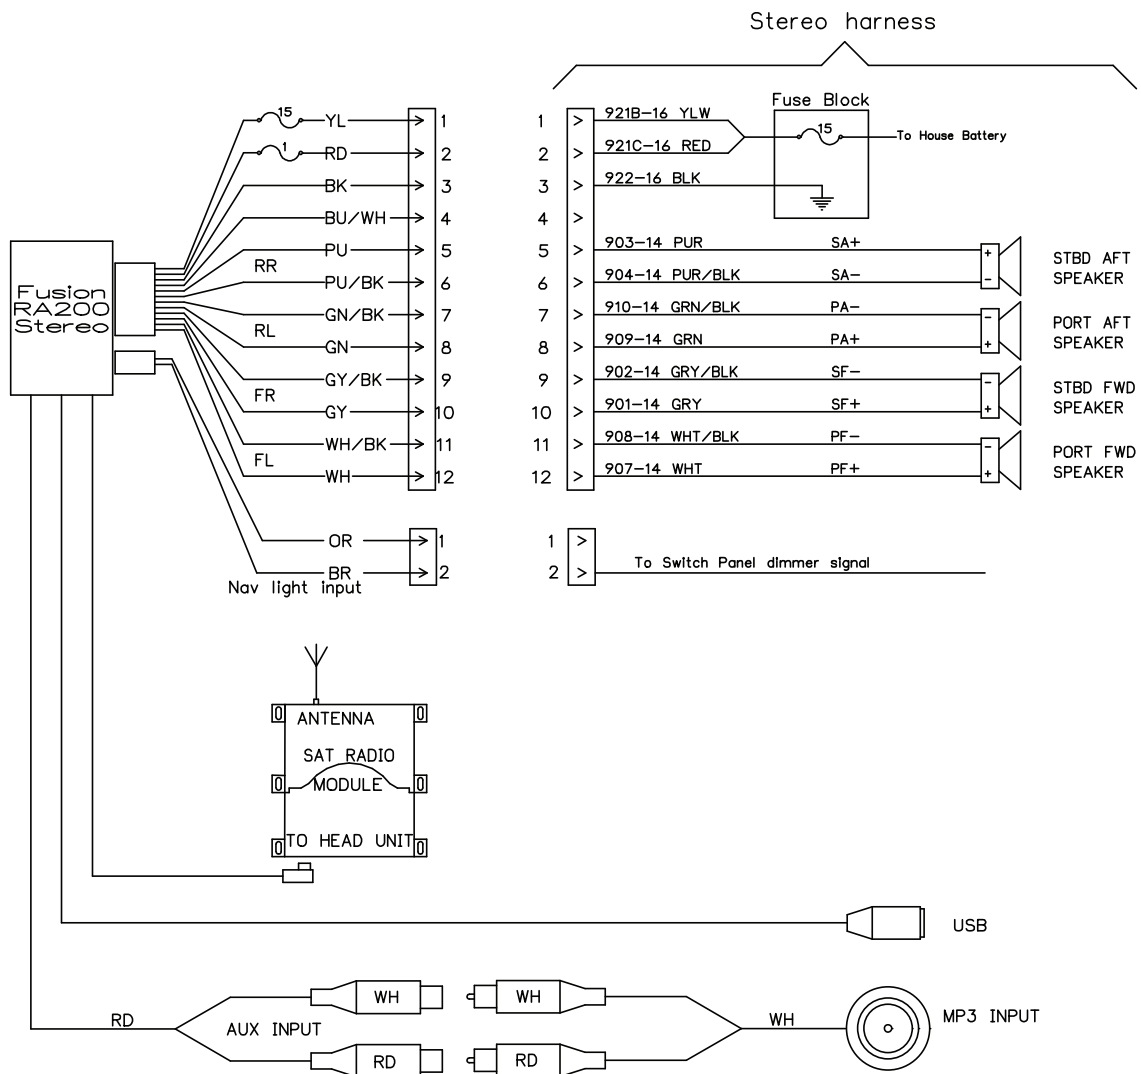 Stereo harness
15 YL 1
1 RD 2
BK 3
BU/WH 4
PU 5
RR
PU/BK 6
GN/BK 7
RL
GN 8
GY/BK 9
FR
GY 10
WH/BK 11
FL
WH 12
Fusion
RA200
Stereo
OR 1
BR 2
Nav light input
1 > 921B-16 YLW
2 > 921C-16 RED
3 > 922-16 BLK
4 >
5 > 903-14 PUR SA+
6 > 904-14 PUR/BLK SA-
7 > 910-14 GRN/BLK PA-
8 > 909-14 GRN PA+
9 > 902-14 GRY/BLK SF-
10 > 901-14 GRY SF+
11 > 908-14 WHT/BLK PF-
12 > 907-14 WHT PF+
Fuse Block
15
To House Battery
+
-
STBD AFT
SPEAKER
-
+
PORT AFT
SPEAKER
-
+
STBD FWD
SPEAKER
-
+
PORT FWD
SPEAKER
1 >
2 > To Switch Panel dimmer signal
ANTENNA
SAT RADIO
MODULE
TO HEAD UNIT
USB
RD
AUX INPUT
WH
RD
WH
RD
WH
MP3 INPUT